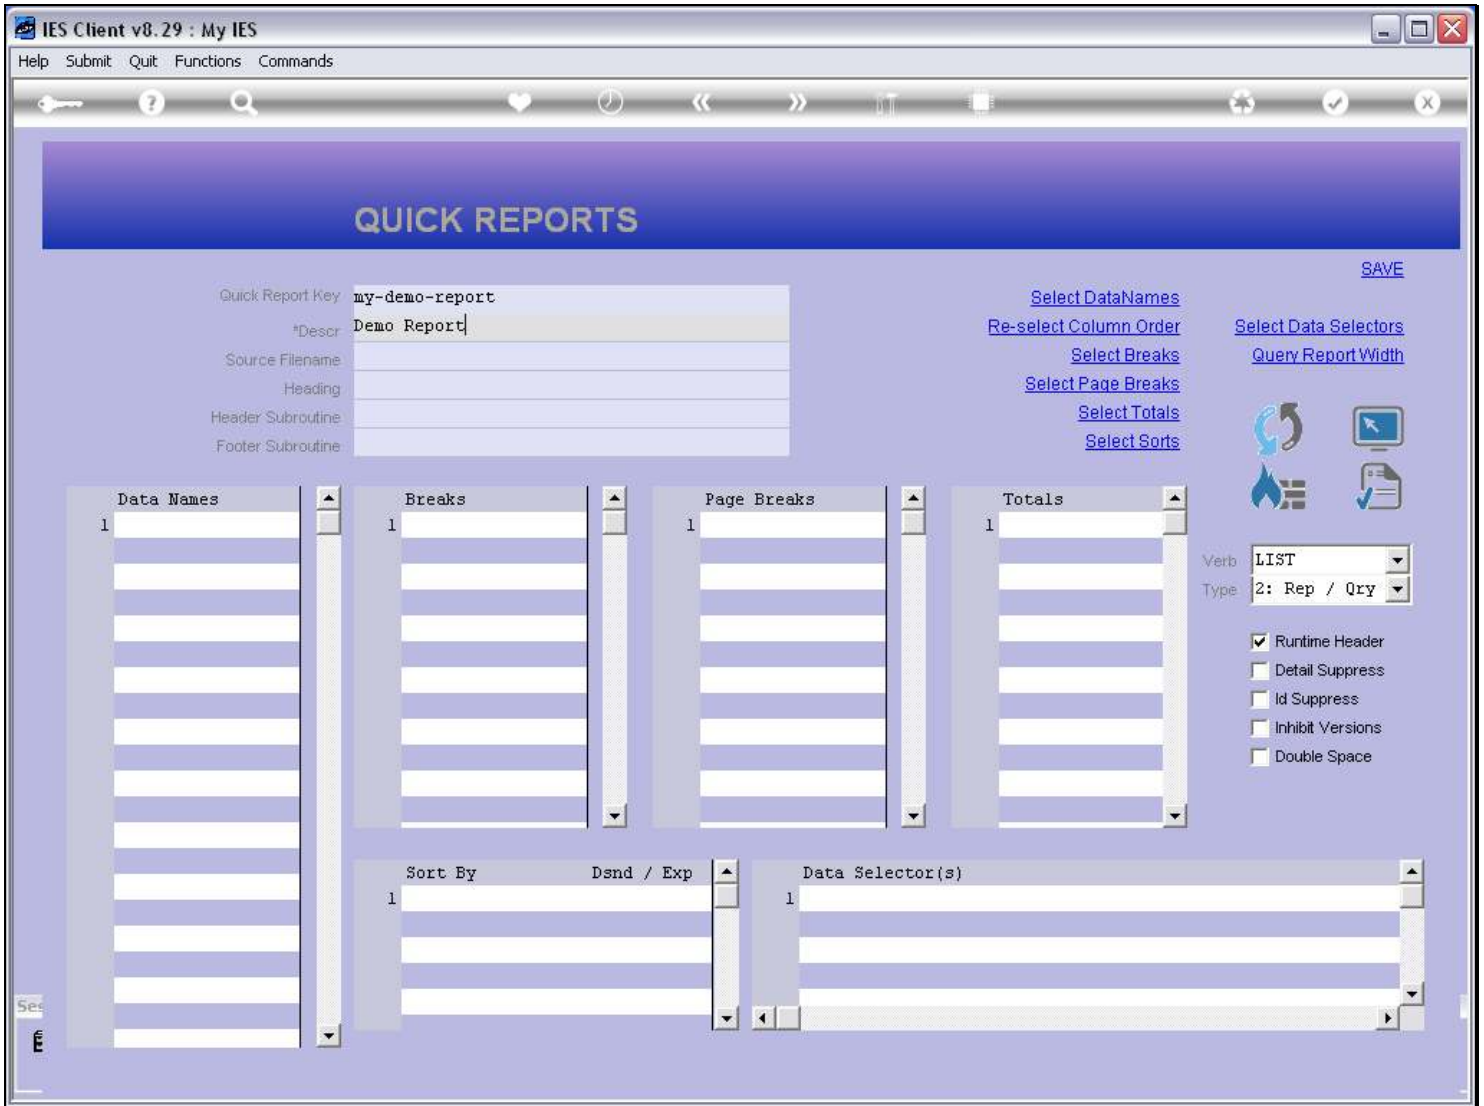 IES Client v8.29 : My IES
Help Submit Quit Functions Commands
QUICK REPORTS
SAVE
Quick Report Key my-demo-report
Select DataNames
*Descr Demo Report
Re-select Column Order
Select Data Selectors
Source Filename
Select Breaks
Query Report Width
Heading
Select Page Breaks
Header Subroutine
Select Totals
Footer Subroutine
Select Sorts
Data Names
1
Breaks
1
Page Breaks
1
Totals
1
Verb LIST
Type 2: Rep / Qry
Runtime Header
Detail Suppress
Id Suppress
Inhibit Versions
Double Space
Sort By Dsnd / Exp
1
Data Selector(s)
1